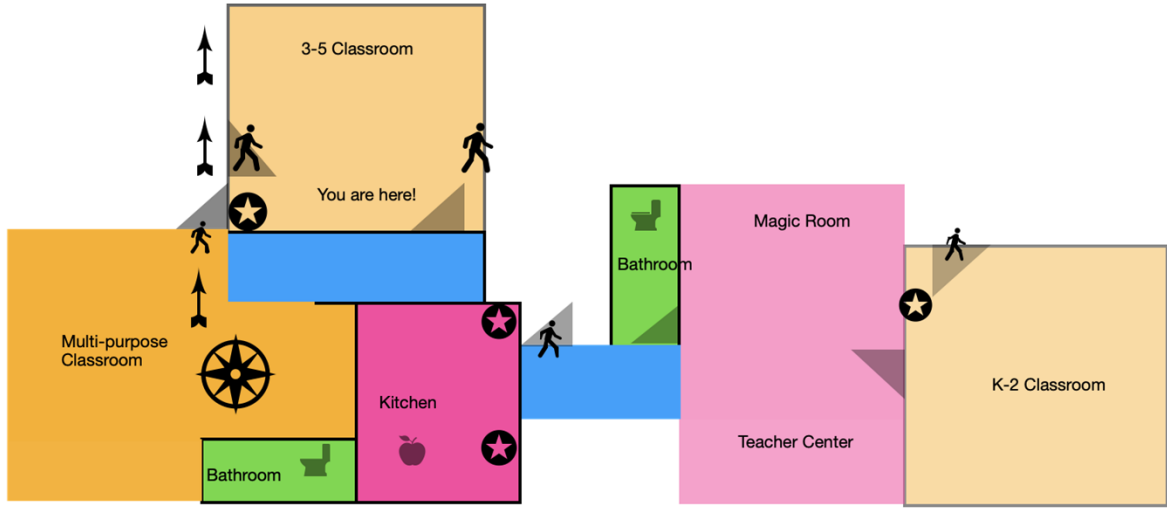 3-5 Classroom
You are here!
Magic Room
Bathroom
Multi-purpose
Classroom
K-2 Classroom
Kitchen
Teacher Center
Bathroom